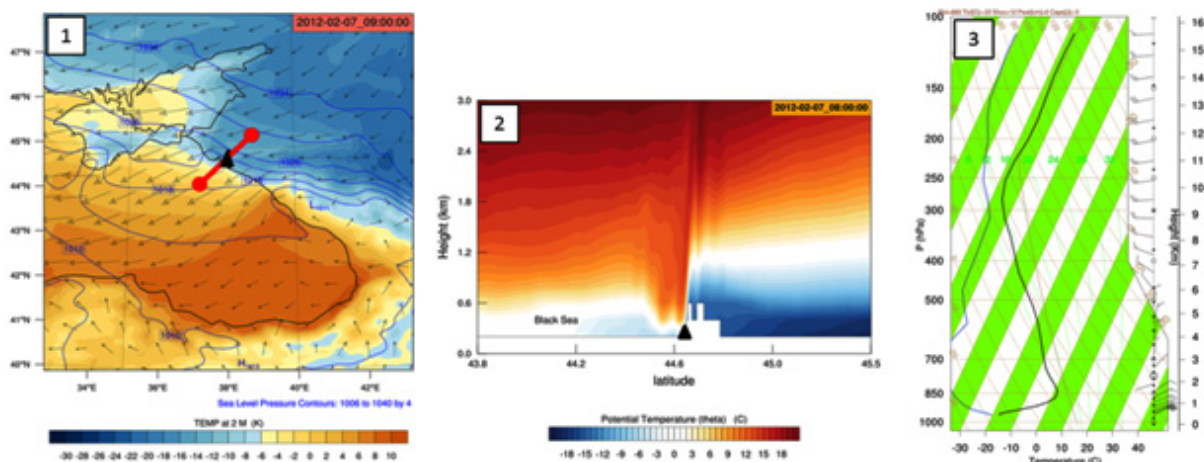 1
2012-02-07_09:00:00
47°N
46°N
45°N
44°N
43°N
42°N
41°N
40°N
34°E 36°E 38°E 40°E 42°E
Sea Level Pressure Contours: 1006 to 1040 by 4
TEMP at 2 M (K)
-30 -28 -26 -24 -22 -20 -18 -16 -14 -12 -10 -8 -6 -4 -2 0 2 4 6 8 10
2
2012-02-07_08:00:00
Height (km)
3.0
2.4
1.8
1.2
0.6
0.0
Black Sea
43.8 44.2 44.6 45.0 45.5
latitude
Potential Temperature (theta) (C)
-18 -15 -12 -9 -6 -3 0 3 6 9 12 15 18
3
P (hPa)
100
150
200
250
300
400
500
700
850
1000
Height (Km)
16
15
14
13
12
11
10
9
8
7
6
5
4
3
2
1
0
-30 -20 -10 0 10 20 30 40
Temperature (C)